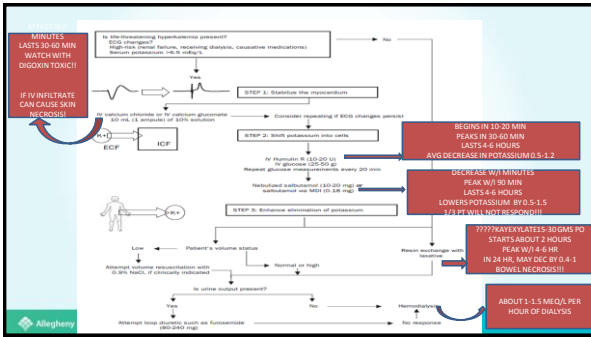 MINUTES
LASTS 30-60 MIN
WATCH WITH
DIGOXIN TOXIC!!
IF IV INFILTRATE
CAN CAUSE SKIN
NECROSIS!
Is life-threatening hyperkalemia present?
ECG changes?
High-risk (renal failure, receiving dialysis, causative medications)
Serum potassium >6.5 mEq/L
No
Yes
STEP 1: Stabilize the myocardium
IV calcium chloride or IV calcium gluconate
10 mL (1 ampule) of 10% solution
Consider repeating if ECG changes persist
K+
ECF
ICF
STEP 2: Shift potassium into cells
IV Humulin R (10-20 U)
IV glucose (25-50 g)
Repeat glucose measurements every 20 min
BEGINS IN 10-20 MIN
PEAKS IN 30-60 MIN
LASTS 4-6 HOURS
AVG DECREASE IN POTASSIUM 0.5-1.2
Nebulized salbutamol (10-20 mg) or
salbutamol via MDI (0.18 mg)
DECREASE W/I MINUTES
PEAK W/I 90 MIN
LASTS 4-6 HOURS
LOWERS POTASSIUM BY 0.5-1.5
1/3 PT WILL NOT RESPOND!!!
K+
STEP 3: Enhance elimination of potassium
Low
Patient's volume status
Normal or high
Resin exchange with
laxative
?????KAYEXYLATE15-30 GMS PO
STARTS ABOUT 2 HOURS
PEAK W/I 4-6 HR
IN 24 HR, MAY DEC BY 0.4-1
BOWEL NECROSIS!!!
Attempt volume resuscitation with
0.9% NaCl, if clinically indicated
Is urine output present?
Yes
No
Hemodialysis
ABOUT 1-1.5 MEQ/L PER
HOUR OF DIALYSIS
Attempt loop diuretic such as furosemide
(80-240 mg)
No response
Allegheny